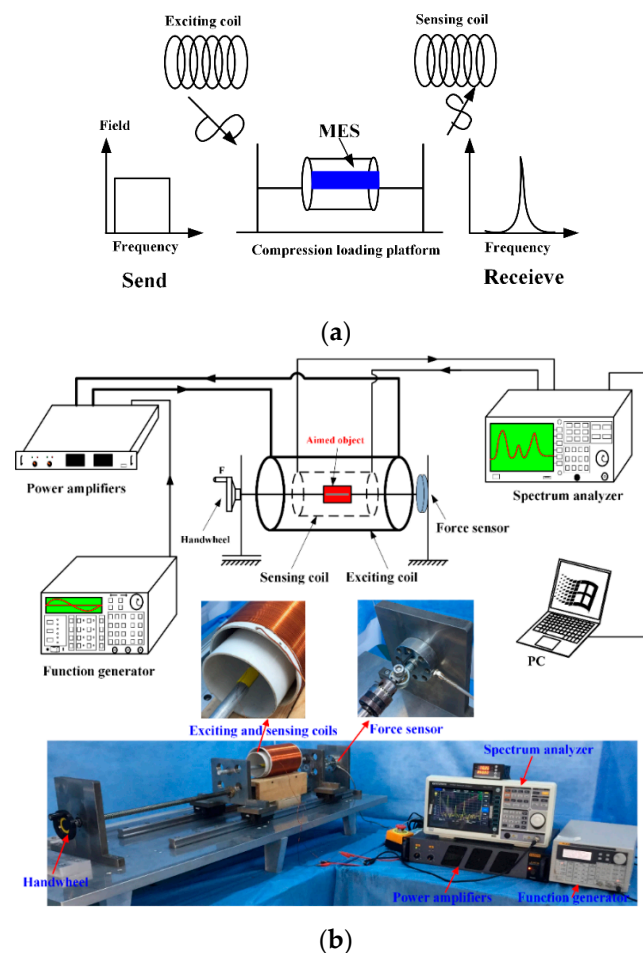 Exciting coil
Sensing coil
Field
MES
Frequency
Compression loading platform
Frequency
Send
Receieve
(a)
Aimed object
F
Power amplifiers
Spectrum analyzer
Handwheel
Force sensor
Sensing coil
Exciting coil
Function generator
PC
Exciting and sensing coils
Force sensor
Spectrum analyzer
Handwheel
Power amplifiers
Function generator
(b)